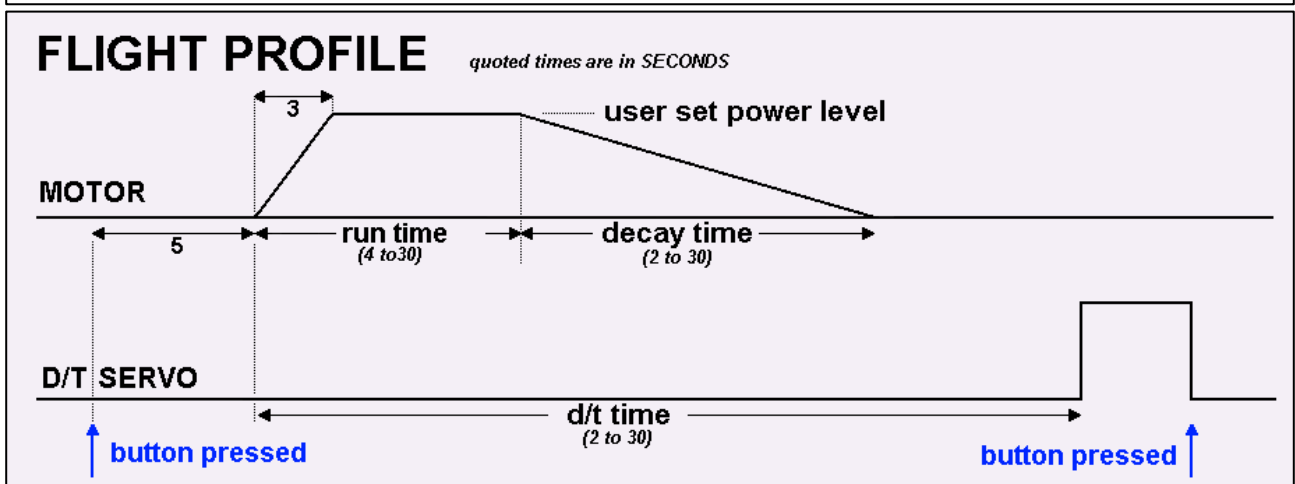 FLIGHT PROFILE
quoted times are in SECONDS
3
user set power level
MOTOR
5
run time
(4 to30)
decay time
(2 to 30)
D/T SERVO
d/t time
(2 to 30)
button pressed
button pressed